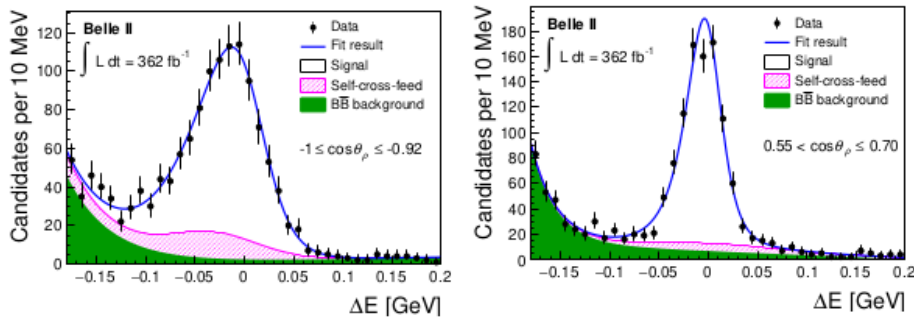 Belle II
∫ L dt = 362 fb⁻¹
Data
Fit result
Signal
Self-cross-feed
BB̅ background
-1 ≤ cosθρ ≤ -0.92
Candidates per 10 MeV
120
100
80
60
40
20
0
−0.15 −0.1 −0.05 0 0.05 0.1 0.15 0.2
ΔE [GeV]
Belle II
∫ L dt = 362 fb⁻¹
Data
Fit result
Signal
Self-cross-feed
BB̅ background
0.55 < cosθρ ≤ 0.70
Candidates per 10 MeV
200
180
160
140
120
100
80
60
40
20
0
−0.15 −0.1 −0.05 0 0.05 0.1 0.15 0.2
ΔE [GeV]